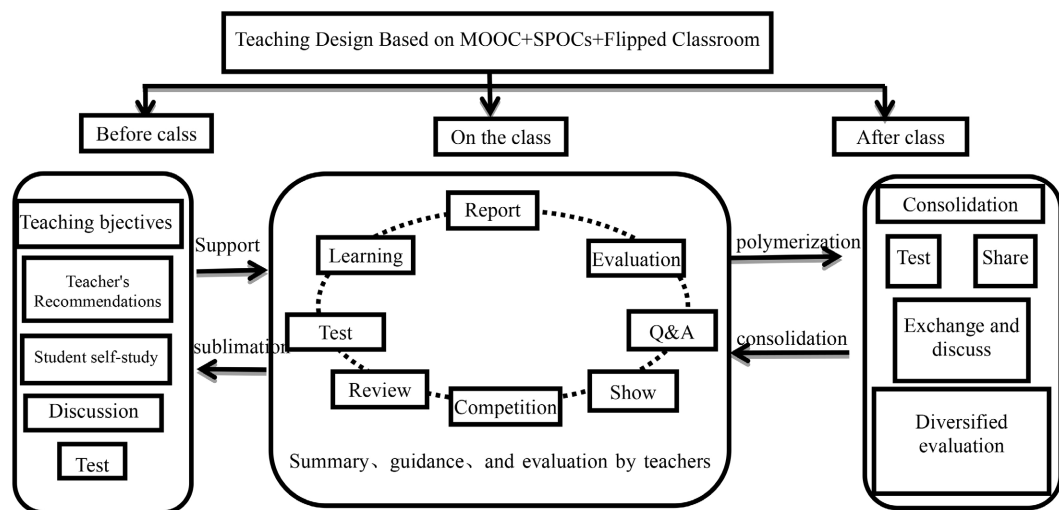 Teaching Design Based on MOOC+SPOCs+Flipped Classroom
Before calss
On the class
After class
Teaching bjectives
Teacher's
Recommendations
Student self-study
Discussion
Test
Support
sublimation
Report
Learning
Evaluation
Test
Q&A
Review
Competition
Show
Summary、guidance、and evaluation by teachers
polymerization
consolidation
Consolidation
Test
Share
Exchange and
discuss
Diversified
evaluation